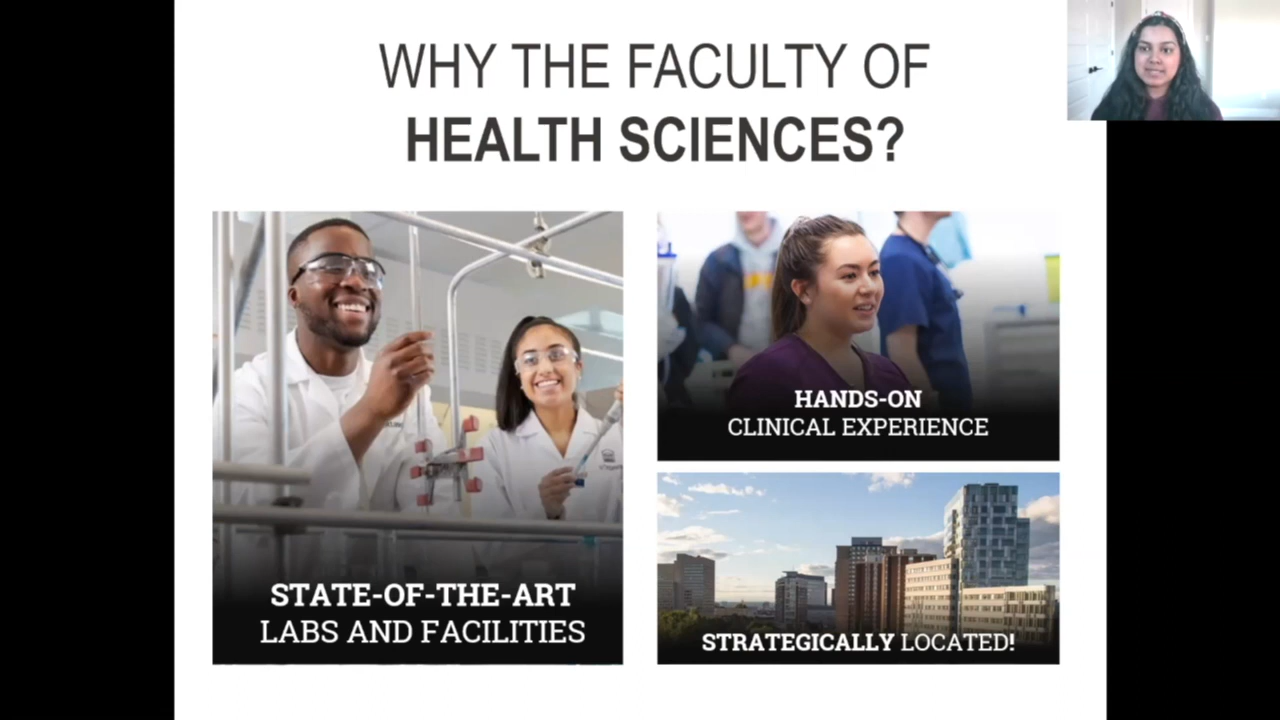 WHY THE FACULTY OF
HEALTH SCIENCES?
STATE-OF-THE-ART
LABS AND FACILITIES
HANDS-ON
CLINICAL EXPERIENCE
STRATEGICALLY LOCATED!